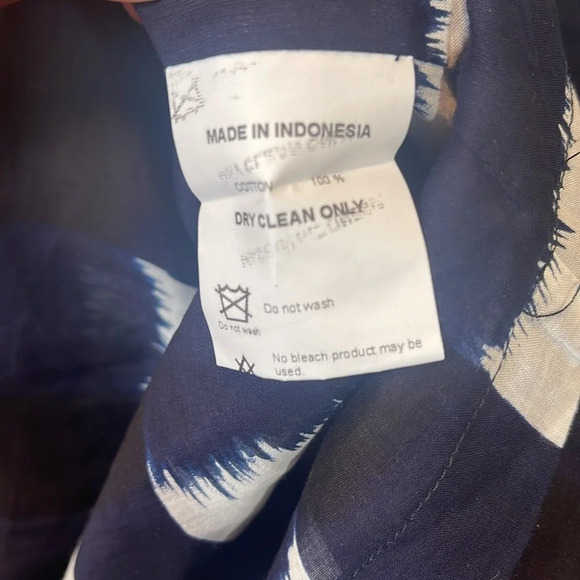 MADE IN INDONESIA
COTTON 100 %
DRY CLEAN ONLY
Do not wash
Do not wash
No bleach product may be
used.